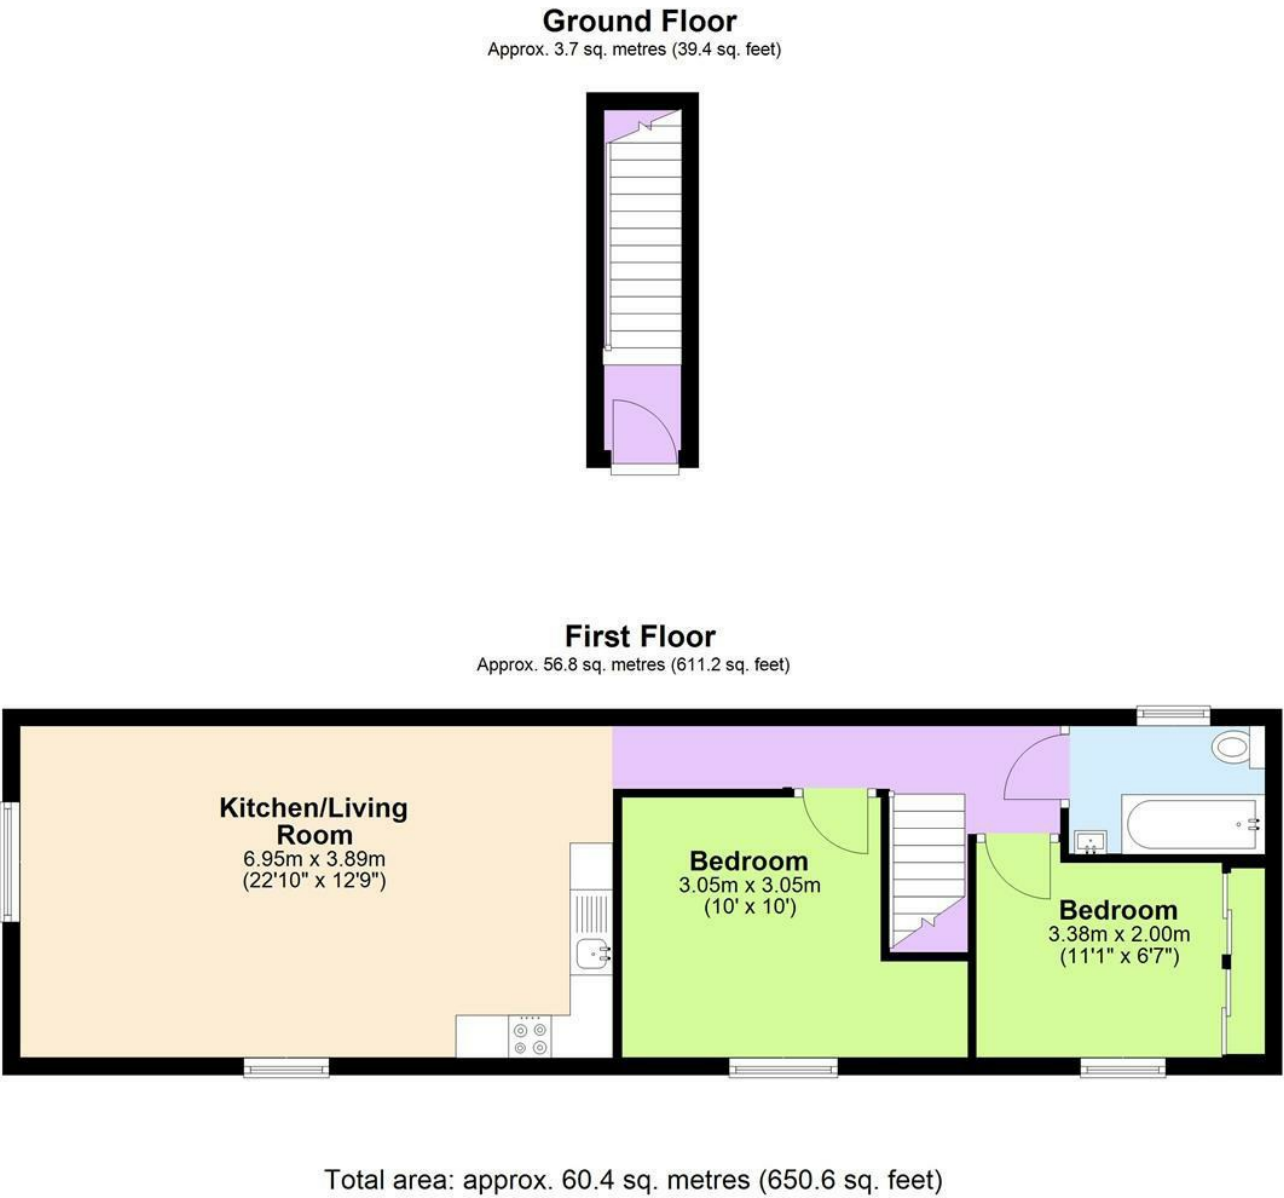 Ground Floor
Approx. 3.7 sq. metres (39.4 sq. feet)
First Floor
Approx. 56.8 sq. metres (611.2 sq. feet)
Kitchen/Living
Room
6.95m x 3.89m
(22'10" x 12'9")
Bedroom
3.05m x 3.05m
(10' x 10')
Bedroom
3.38m x 2.00m
(11'1" x 6'7")
Total area: approx. 60.4 sq. metres (650.6 sq. feet)